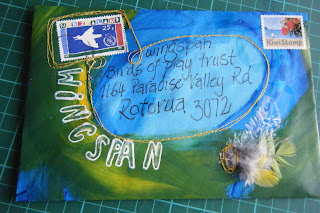 Wingspan
Birds of Prey Trust
1164 Paradise Valley Rd
Rotorua 3072
KiwiStamp
WINGSPAN